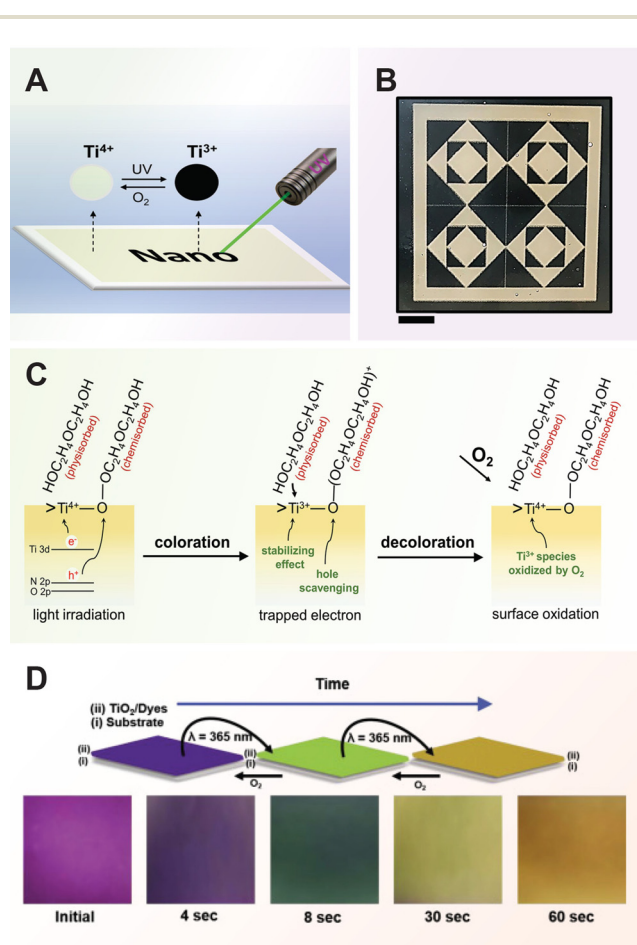 A
Ti4+
UV
O2
Ti3+
UV
Nano
B
C
HOC2H4OC2H4OH
(physisorbed)
OC2H4OC2H4OH
(chemisorbed)
>Ti4+—O
e-
Ti 3d
h+
N 2p
O 2p
light irradiation
coloration
HOC2H4OC2H4OH
(physisorbed)
(OC2H4OC2H4OH)+
(chemisorbed)
>Ti3+—O
stabilizing
effect
hole
scavenging
trapped electron
decoloration
O2
HOC2H4OC2H4OH
(physisorbed)
OC2H4OC2H4OH
(chemisorbed)
>Ti4+—O
Ti3+ species
oxidized by O2
surface oxidation
D
Time
(ii) TiO2/Dyes
(i) Substrate
λ = 365 nm
λ = 365 nm
(ii)
(i)
(ii)
(i)
(ii)
(i)
O2
O2
Initial
4 sec
8 sec
30 sec
60 sec